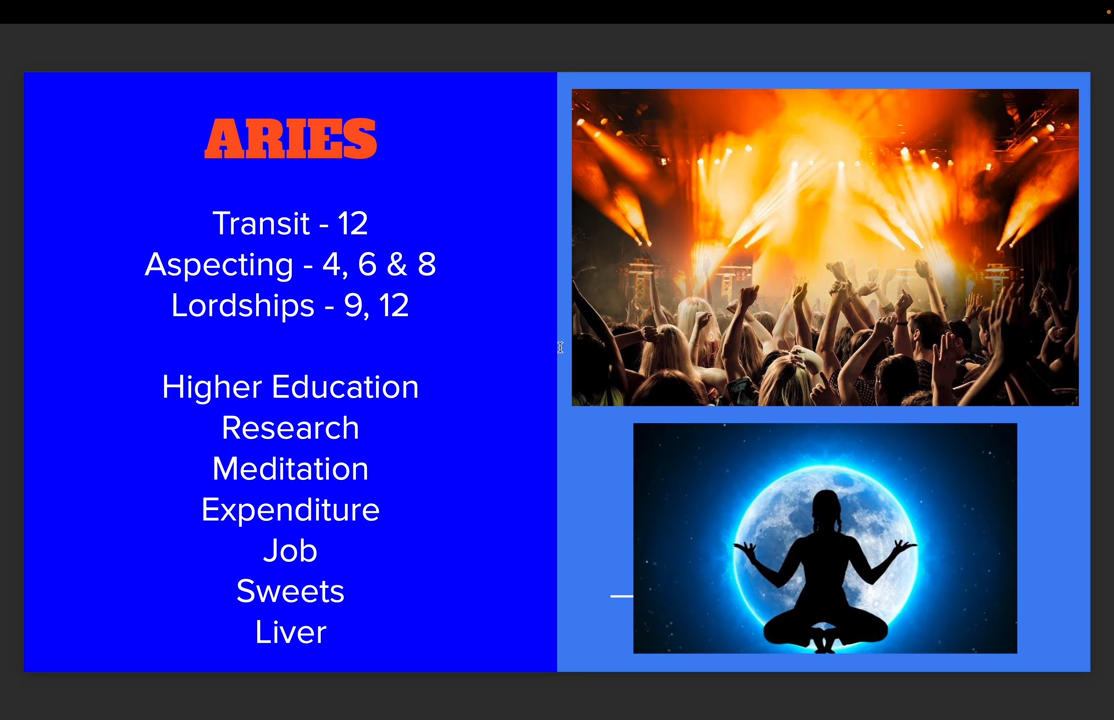 ARIES
Transit - 12
Aspecting - 4, 6 & 8
Lordships - 9, 12
Higher Education
Research
Meditation
Expenditure
Job
Sweets
Liver